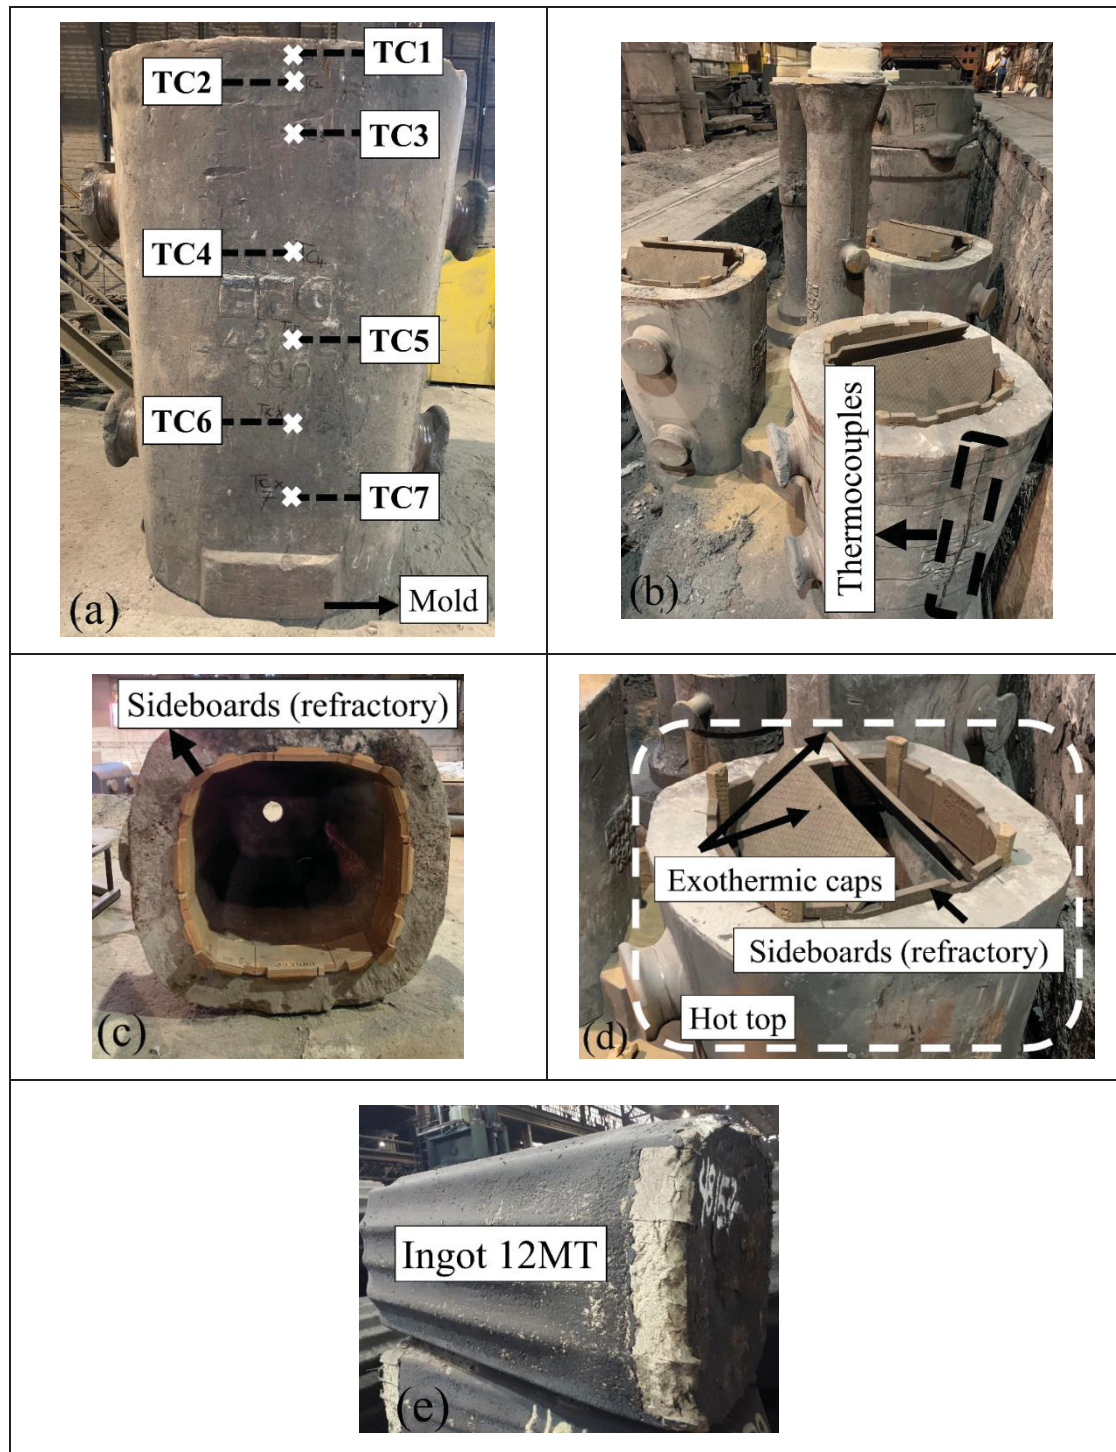 TC1
TC2
TC3
TC4
TC5
TC6
TC7
Mold
(a)
Thermocouples
(b)
Sideboards (refractory)
(c)
Exothermic caps
Sideboards (refractory)
Hot top
(d)
Ingot 12MT
(e)